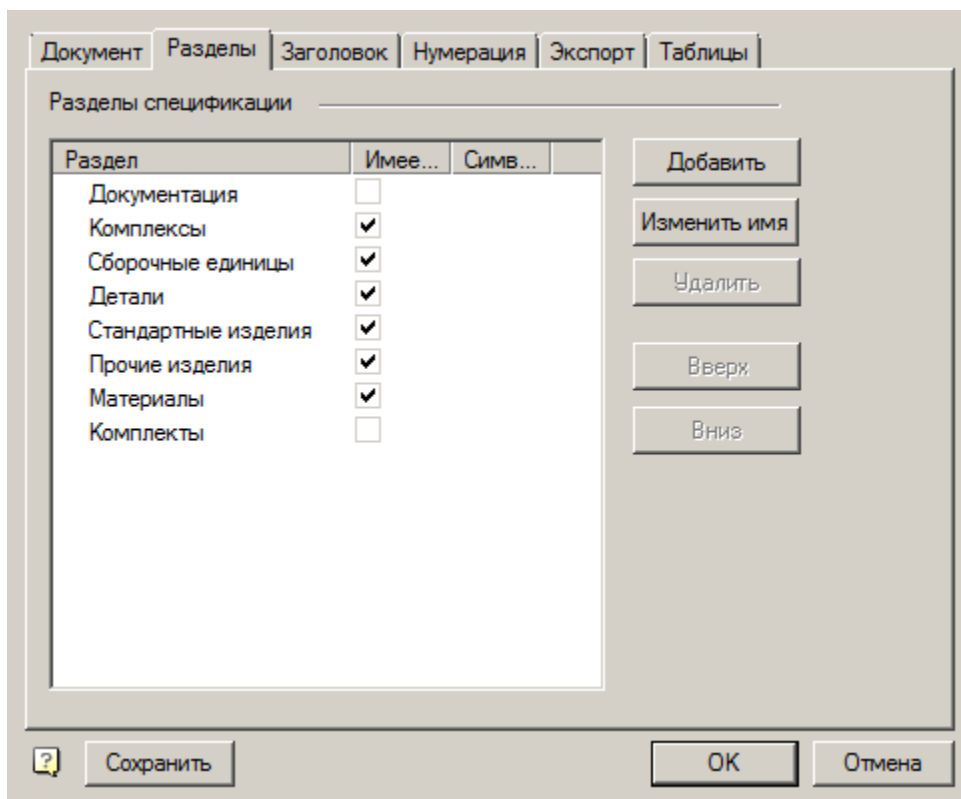 Документ Разделы Заголовок Нумерация Экспорт Таблицы
Разделы спецификации
Раздел Имее... Симв...
Документация
Комплексы
Сборочные единицы
Детали
Стандартные изделия
Прочие изделия
Материалы
Комплекты
Добавить
Изменить имя
Удалить
Вверх
Вниз
? Сохранить OK Отмена